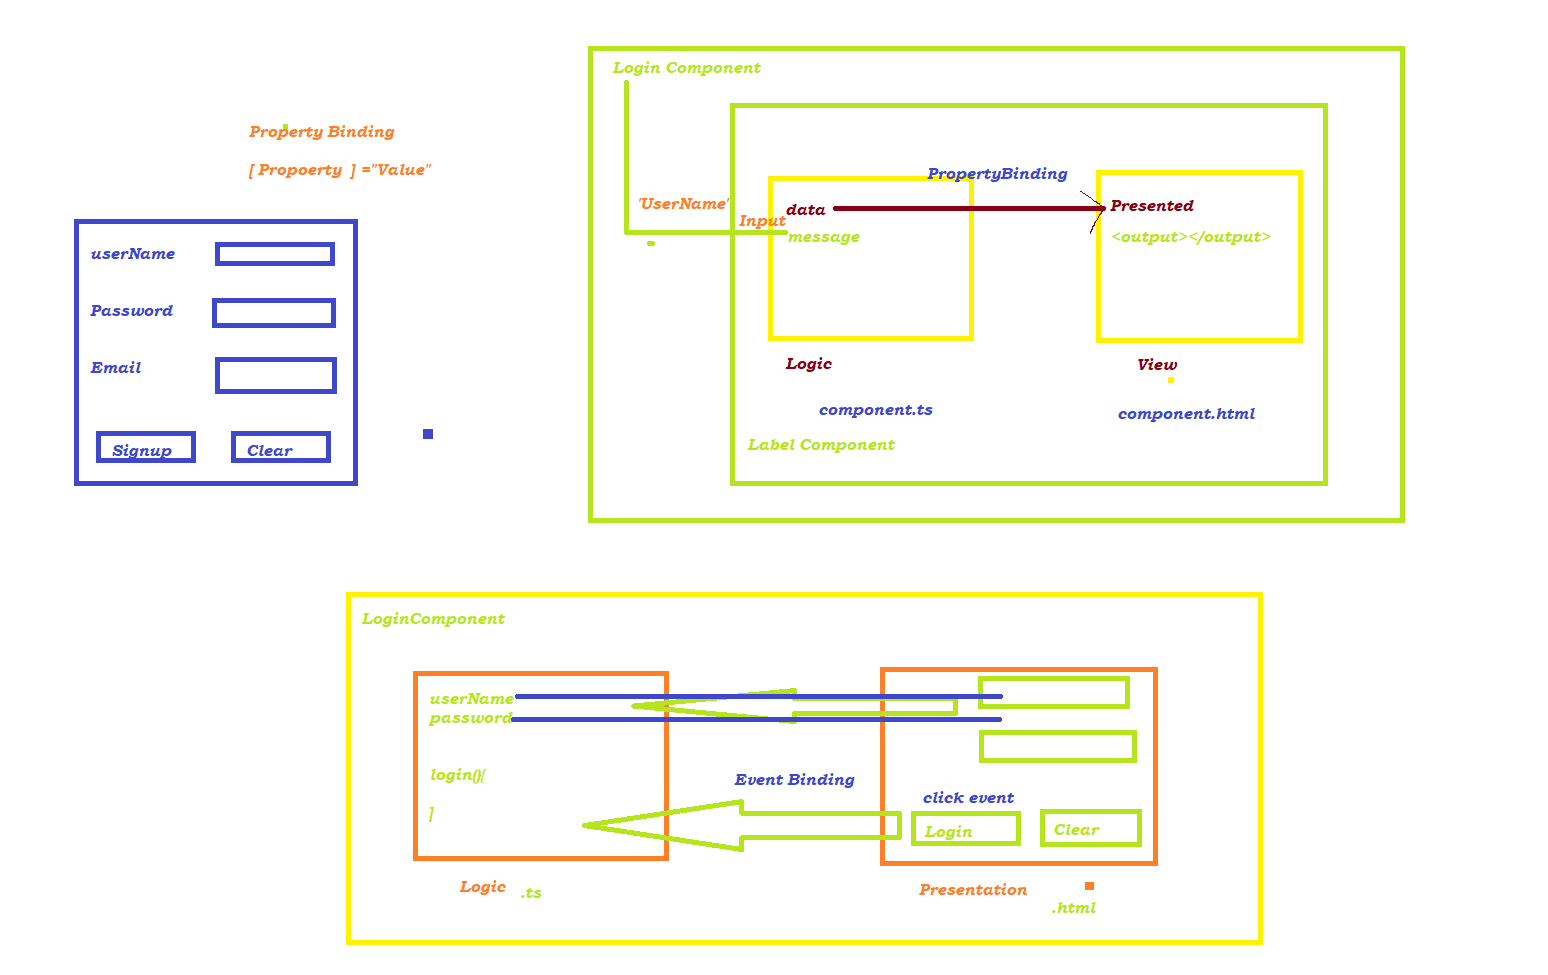 Property Binding
[ Propoerty ] ="Value"
userName
Password
Email
Signup
Clear
Login Component
'UserName'
Input
PropertyBinding
data
message
Presented
<output></output>
Logic
View
component.ts
component.html
Label Component
LoginComponent
userName
password
login(){
}
Event Binding
click event
Login
Clear
Logic
.ts
Presentation
.html